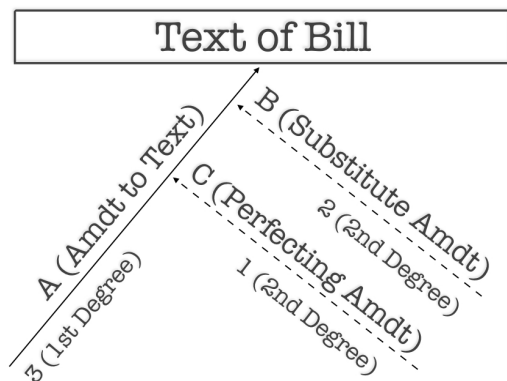 Text of Bill
A (Amdt to Text)
3 (1st Degree)
B (Substitute Amdt)
2 (2nd Degree)
C (Perfecting Amdt)
1 (2nd Degree)